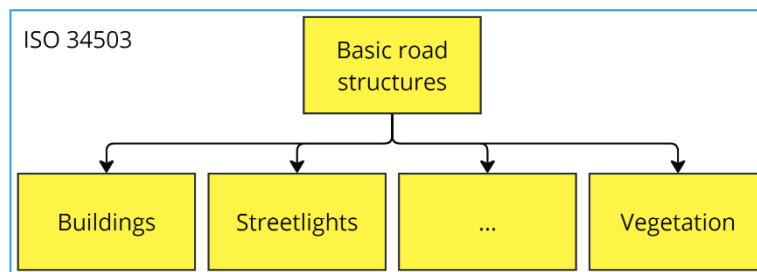 ISO 34503
Basic road
structures
Buildings
Streetlights
...
Vegetation